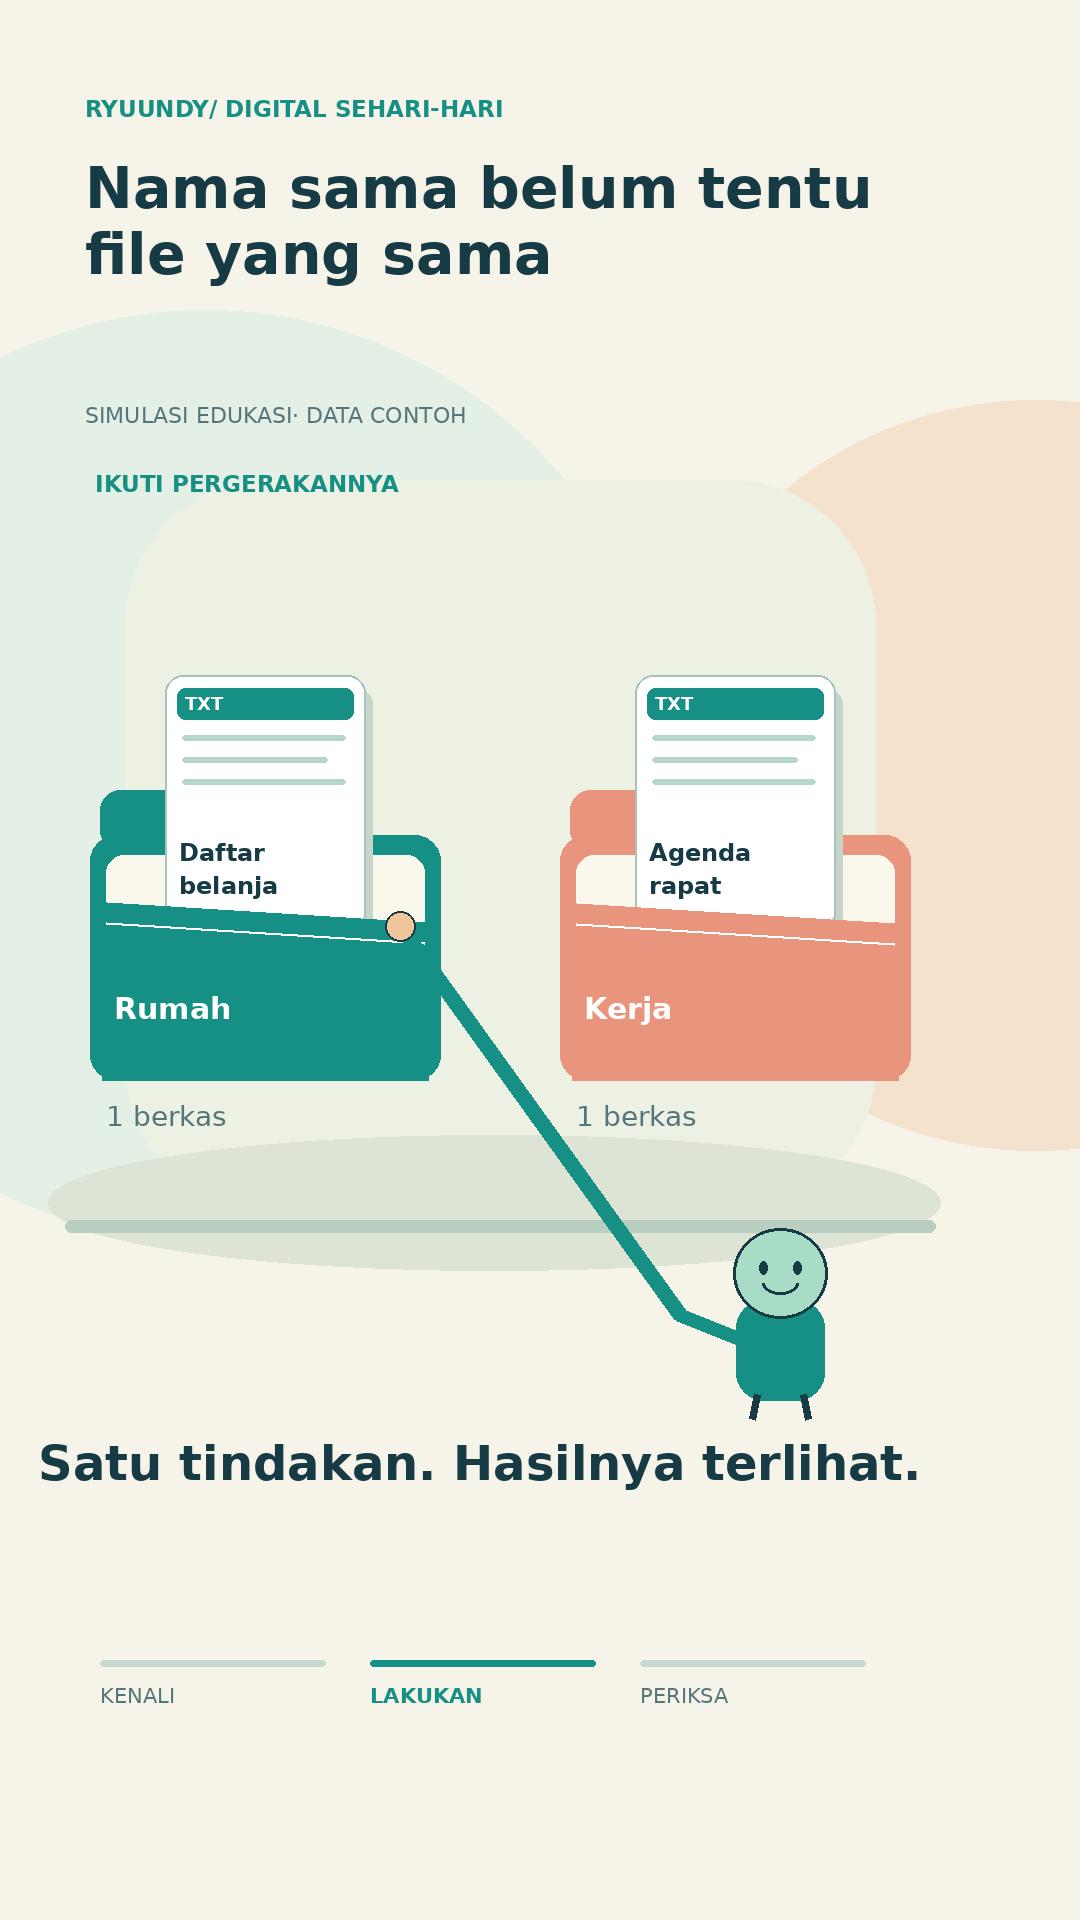 RYUUNDY/ DIGITAL SEHARI-HARI
Nama sama belum tentu
file yang sama
SIMULASI EDUKASI· DATA CONTOH
IKUTI PERGERAKANNYA
TXT
Daftar
belanja
Rumah
1 berkas
TXT
Agenda
rapat
Kerja
1 berkas
Satu tindakan. Hasilnya terlihat.
KENALI
LAKUKAN
PERIKSA